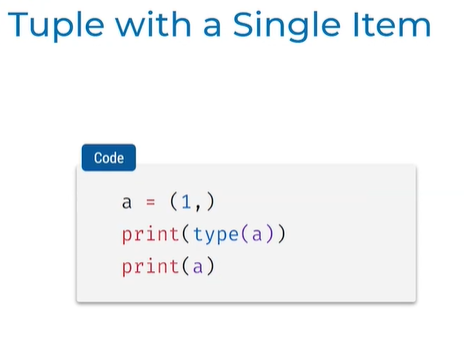 Tuple with a Single Item
Code
a = (1,)
print(type(a))
print(a)